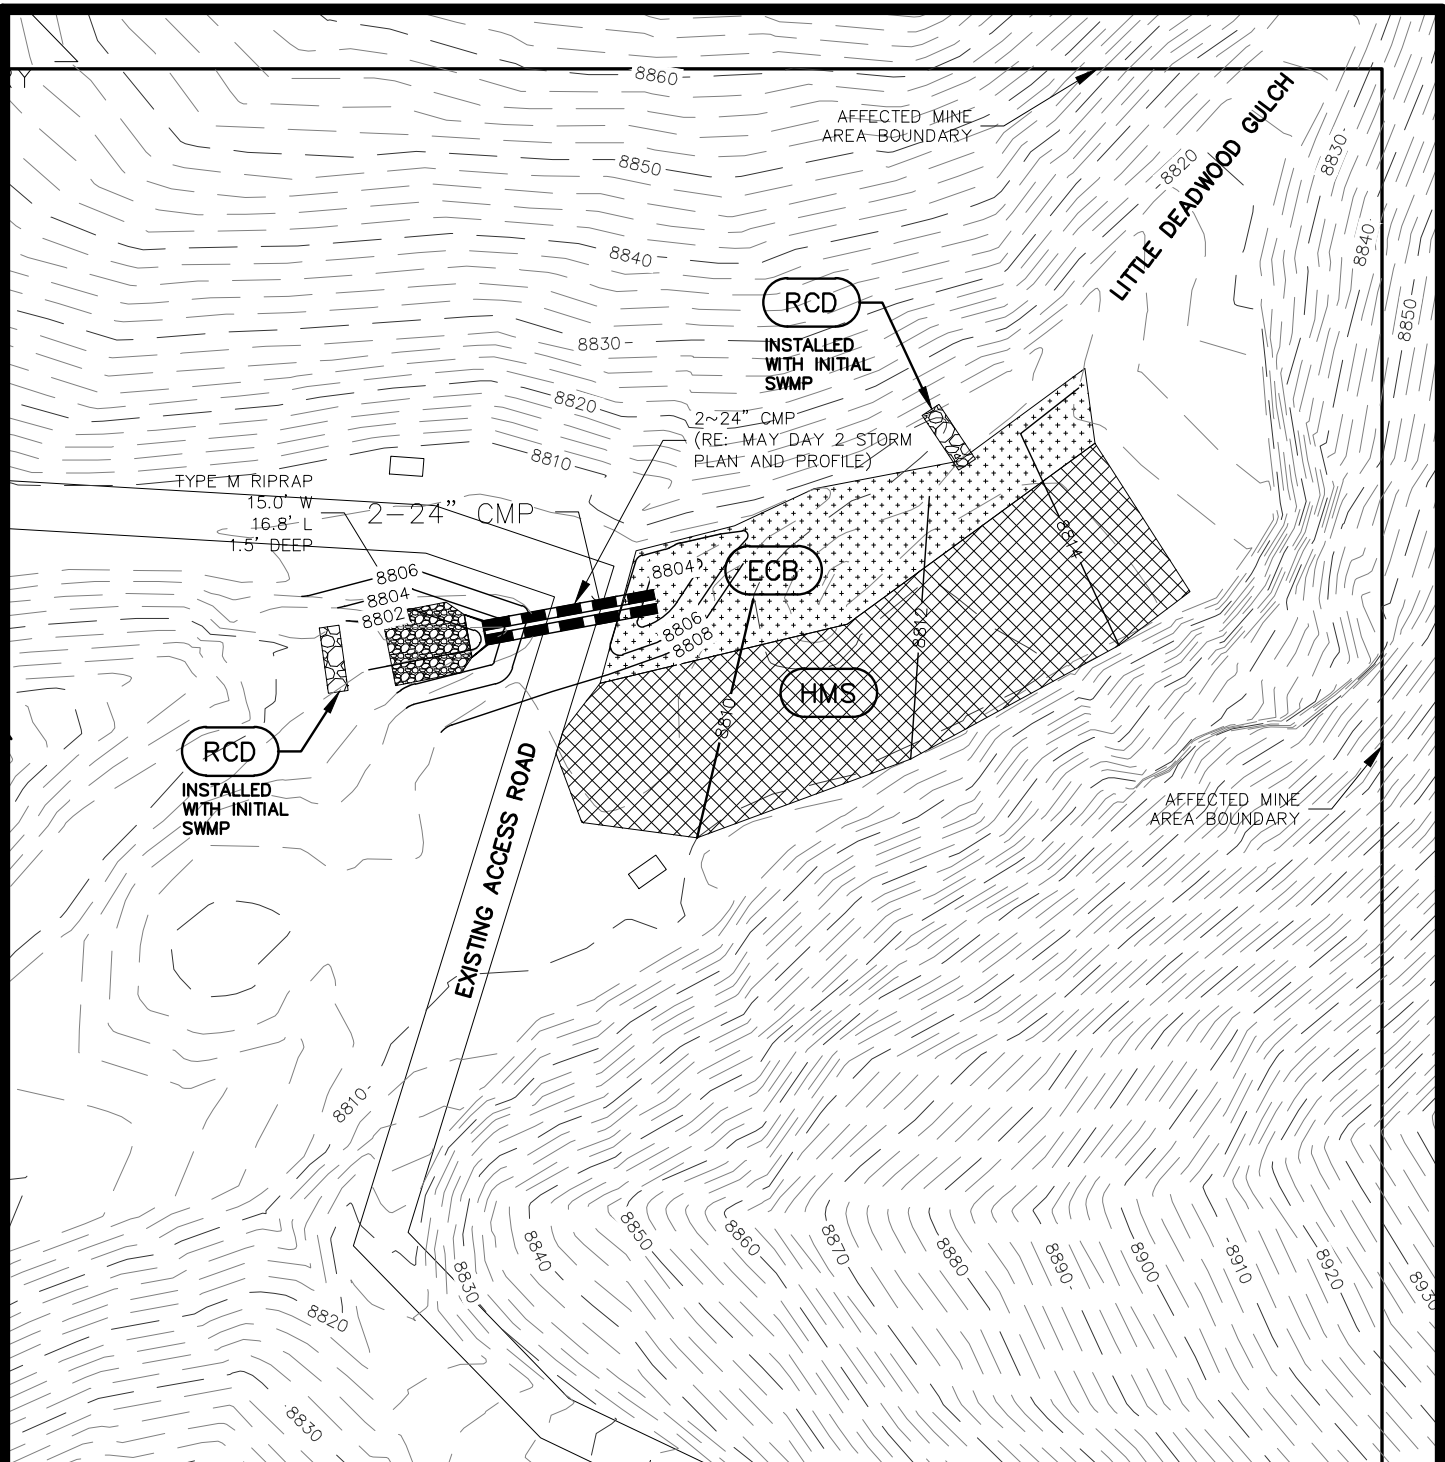 Y
8860
AFFECTED MINE
AREA BOUNDARY
LITTLE DEADWOOD GULCH
8820
8830
8850
8840
8840
8850
RCD
INSTALLED
WITH INITIAL
SWMP
8830
8820
2~24" CMP
(RE: MAY DAY 2 STORM
PLAN AND PROFILE)
8810
TYPE M RIPRAP
15.0' W
16.8' L
1.5' DEEP
2-24" CMP
8814
8806
8804
8802
8804
ECB
8806
8808
8812
HMS
8810
RCD
INSTALLED
WITH INITIAL
SWMP
EXISTING ACCESS ROAD
AFFECTED MINE
AREA BOUNDARY
8810
8840
8850
8860
8870
8880
8890
8900
8910
8920
8930
8830
8820
8830